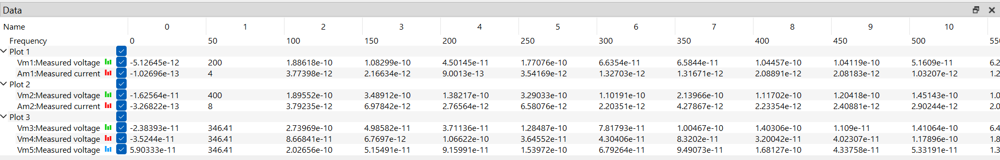 Data
Name 0 1 2 3 4 5 6 7 8 9 10
Frequency 0 50 100 150 200 250 300 350 400 450 500 550
Plot 1
Vm1:Measured voltage -5.12645e-12 200 1.88618e-10 1.08299e-10 4.50145e-11 1.77076e-10 6.6354e-11 6.5844e-11 1.04457e-10 1.04119e-10 5.1609e-11 6.2
Am1:Measured current -1.02696e-13 4 3.77398e-12 2.16634e-12 9.0013e-13 3.54169e-12 1.32703e-12 1.31671e-12 2.08891e-12 2.08183e-12 1.03207e-12 1.2
Plot 2
Vm2:Measured voltage -1.62564e-11 400 1.89552e-10 3.48912e-10 1.38217e-10 3.29033e-10 1.10191e-10 2.13966e-10 1.11702e-10 1.20418e-10 1.45143e-10 1.0
Am2:Measured current -3.26822e-13 8 3.79235e-12 6.97842e-12 2.76564e-12 6.58076e-12 2.20351e-12 4.27867e-12 2.23354e-12 2.40881e-12 2.90244e-12 2.0
Plot 3
Vm3:Measured voltage -2.38393e-11 346.41 2.73969e-10 4.98582e-11 3.71136e-11 1.28487e-10 7.81793e-11 1.00467e-10 1.40306e-10 1.109e-11 1.41064e-10 6.4
Vm4:Measured voltage -3.5244e-11 346.41 8.66841e-11 6.7697e-12 1.06622e-10 3.64552e-11 4.30406e-11 8.3202e-11 3.20042e-11 4.02307e-11 1.17896e-10 1.8
Vm5:Measured voltage 5.90333e-11 346.41 2.02656e-10 5.15491e-11 9.15991e-11 1.53972e-10 6.79264e-11 9.49073e-11 1.68127e-10 4.33758e-11 5.33191e-11 1.3